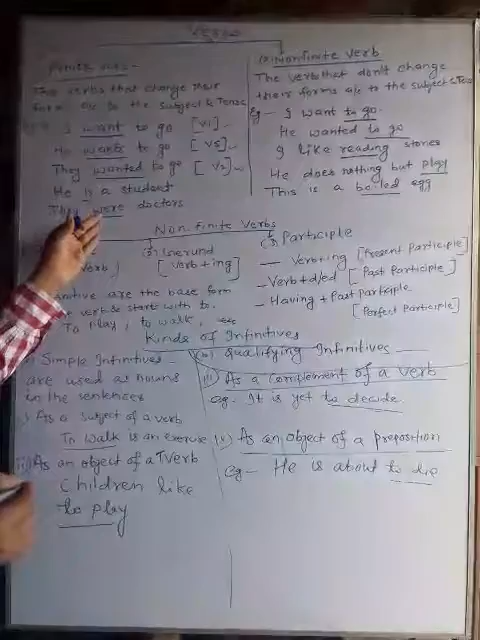 Verbs
Finite verb -
The verbs that change their
form a/c to the subject & Tense
I want to go [V1]
He wants to go [V5]
They wanted to go [V2]
He is a student
They were doctors
(2) Nonfinite Verb
The verb that don't change
their forms a/c to the subject & Tense
Eg - I want to go.
He wanted to go
I like reading stories
He does nothing but play
This is a boiled egg
Non finite Verbs
verb)
(2) Gerund
[verb+ing]
(3) Participle
- Verb+ing [Present Participle]
- Verb+d/ed [Past Participle]
- Having + Past Participle
[Perfect Participle]
are the base form
verb & start with to.
To play, to walk, etc
Kinds of Infinitives
Simple Infinitives
are used as nouns
in the sentences
i) As a subject of a verb
To walk is an exercise
ii) As an object of a T verb
Children like
to play
Qualifying Infinitives
iii) As a complement of a verb
eg. It is yet to decide
As an object of a preposition
Eg - He is about to die